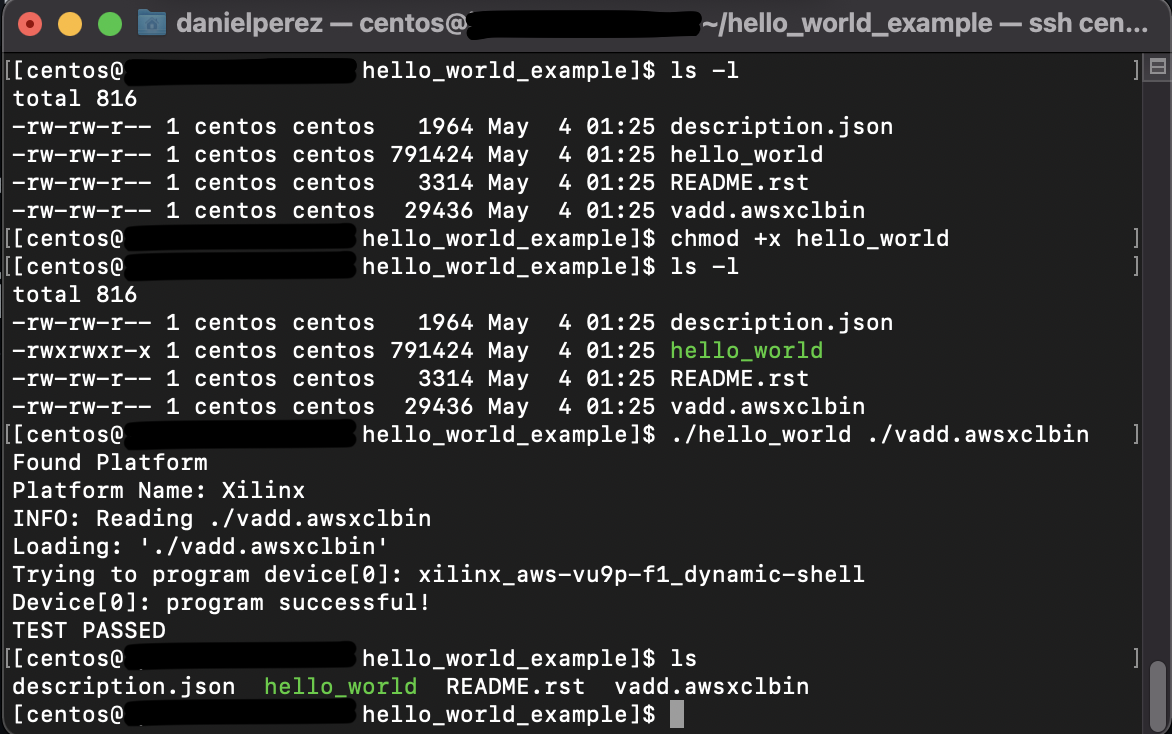 danielperez — centos@ ~/hello_world_example — ssh cen...
[[centos@ hello_world_example]$ ls -l ]
total 816
-rw-rw-r-- 1 centos centos   1964 May  4 01:25 description.json
-rw-rw-r-- 1 centos centos 791424 May  4 01:25 hello_world
-rw-rw-r-- 1 centos centos   3314 May  4 01:25 README.rst
-rw-rw-r-- 1 centos centos  29436 May  4 01:25 vadd.awsxclbin
[[centos@ hello_world_example]$ chmod +x hello_world ]
[[centos@ hello_world_example]$ ls -l ]
total 816
-rw-rw-r-- 1 centos centos   1964 May  4 01:25 description.json
-rwxrwxr-x 1 centos centos 791424 May  4 01:25 hello_world
-rw-rw-r-- 1 centos centos   3314 May  4 01:25 README.rst
-rw-rw-r-- 1 centos centos  29436 May  4 01:25 vadd.awsxclbin
[[centos@ hello_world_example]$ ./hello_world ./vadd.awsxclbin ]
Found Platform
Platform Name: Xilinx
INFO: Reading ./vadd.awsxclbin
Loading: './vadd.awsxclbin'
Trying to program device[0]: xilinx_aws-vu9p-f1_dynamic-shell
Device[0]: program successful!
TEST PASSED
[[centos@ hello_world_example]$ ls ]
description.json  hello_world  README.rst  vadd.awsxclbin
[centos@ hello_world_example]$